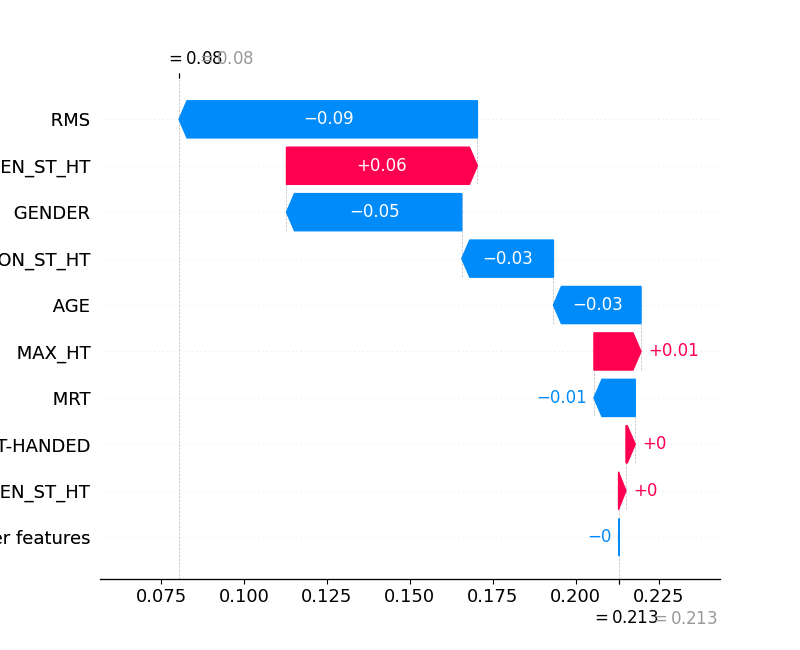 = 0.08 = 0.08
RMS −0.09
EN_ST_HT +0.06
GENDER −0.05
ON_ST_HT −0.03
AGE −0.03
MAX_HT +0.01
MRT −0.01
T-HANDED +0
EN_ST_HT +0
er features −0
0.075 0.100 0.125 0.150 0.175 0.200 0.225
= 0.213 = 0.213